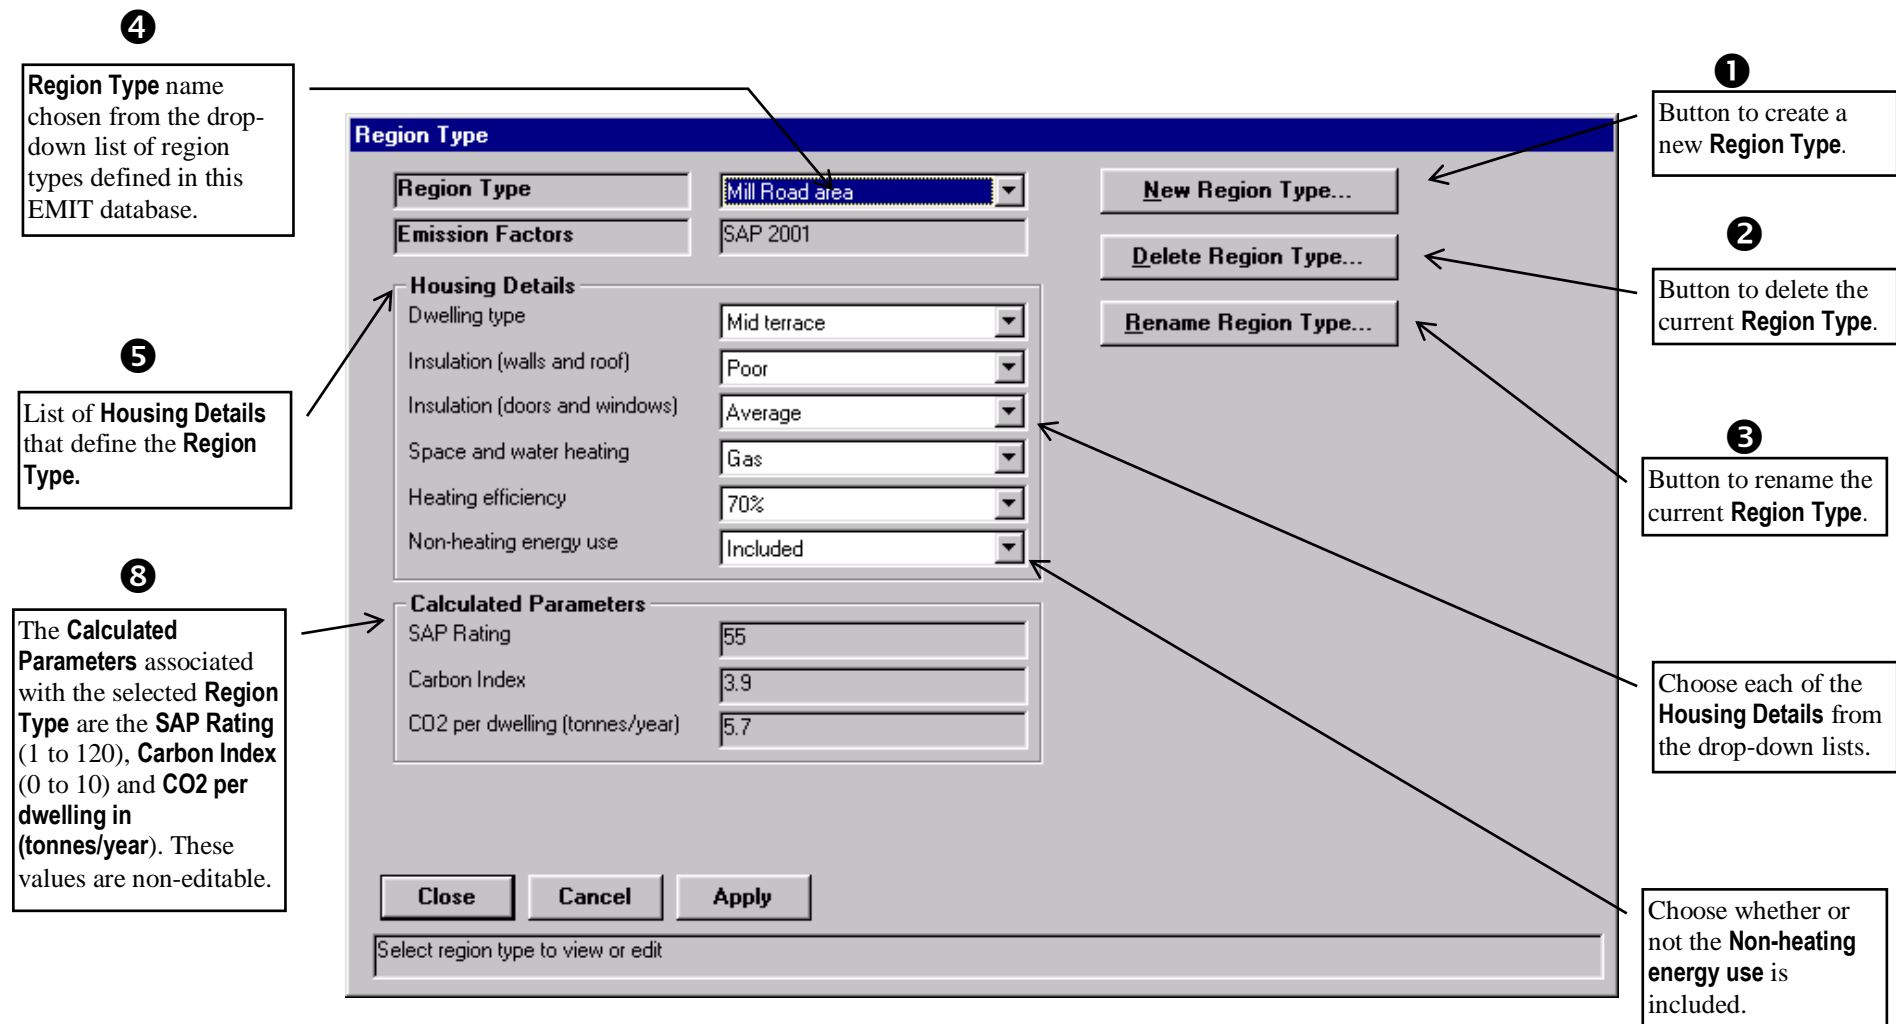 ❹
Region Type name
chosen from the drop-
down list of region
types defined in this
EMIT database.
❺
List of Housing Details
that define the Region
Type.
❽
The Calculated
Parameters associated
with the selected Region
Type are the SAP Rating
(1 to 120), Carbon Index
(0 to 10) and CO2 per
dwelling in
(tonnes/year). These
values are non-editable.
Region Type
Region Type Mill Road area
Emission Factors SAP 2001
Housing Details
Dwelling type Mid terrace
Insulation (walls and roof) Poor
Insulation (doors and windows) Average
Space and water heating Gas
Heating efficiency 70%
Non-heating energy use Included
Calculated Parameters
SAP Rating 55
Carbon Index 3.9
CO2 per dwelling (tonnes/year) 5.7
New Region Type...
Delete Region Type...
Rename Region Type...
Close Cancel Apply
Select region type to view or edit
❶
Button to create a
new Region Type.
❷
Button to delete the
current Region Type.
❸
Button to rename the
current Region Type.
Choose each of the
Housing Details from
the drop-down lists.
Choose whether or
not the Non-heating
energy use is
included.